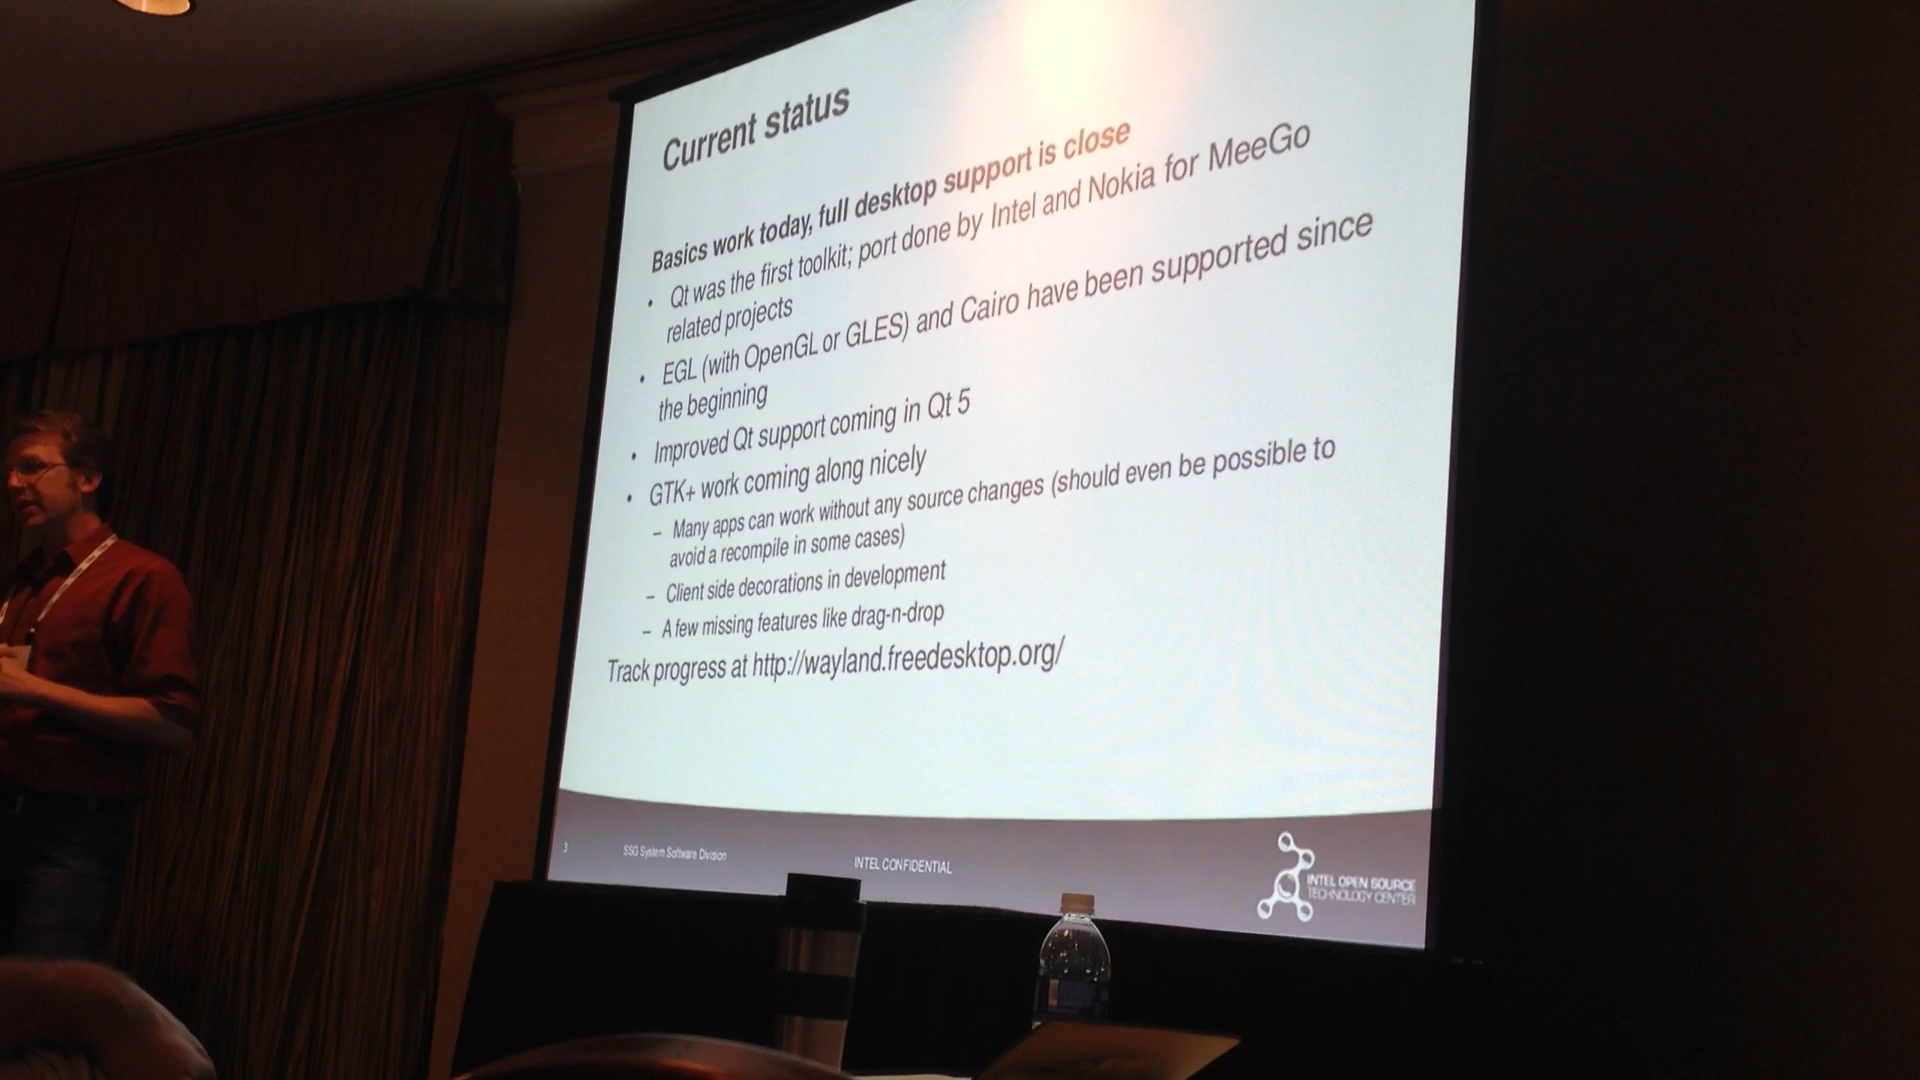 Current status
Basics work today, full desktop support is close
• Qt was the first toolkit; port done by Intel and Nokia for MeeGo
related projects
• EGL (with OpenGL or GLES) and Cairo have been supported since
the beginning
• Improved Qt support coming in Qt 5
• GTK+ work coming along nicely
– Many apps can work without any source changes (should even be possible to
avoid a recompile in some cases)
– Client side decorations in development
– A few missing features like drag-n-drop
Track progress at http://wayland.freedesktop.org/
3
SSG System Software Division
INTEL CONFIDENTIAL
INTEL OPEN SOURCE
TECHNOLOGY CENTER